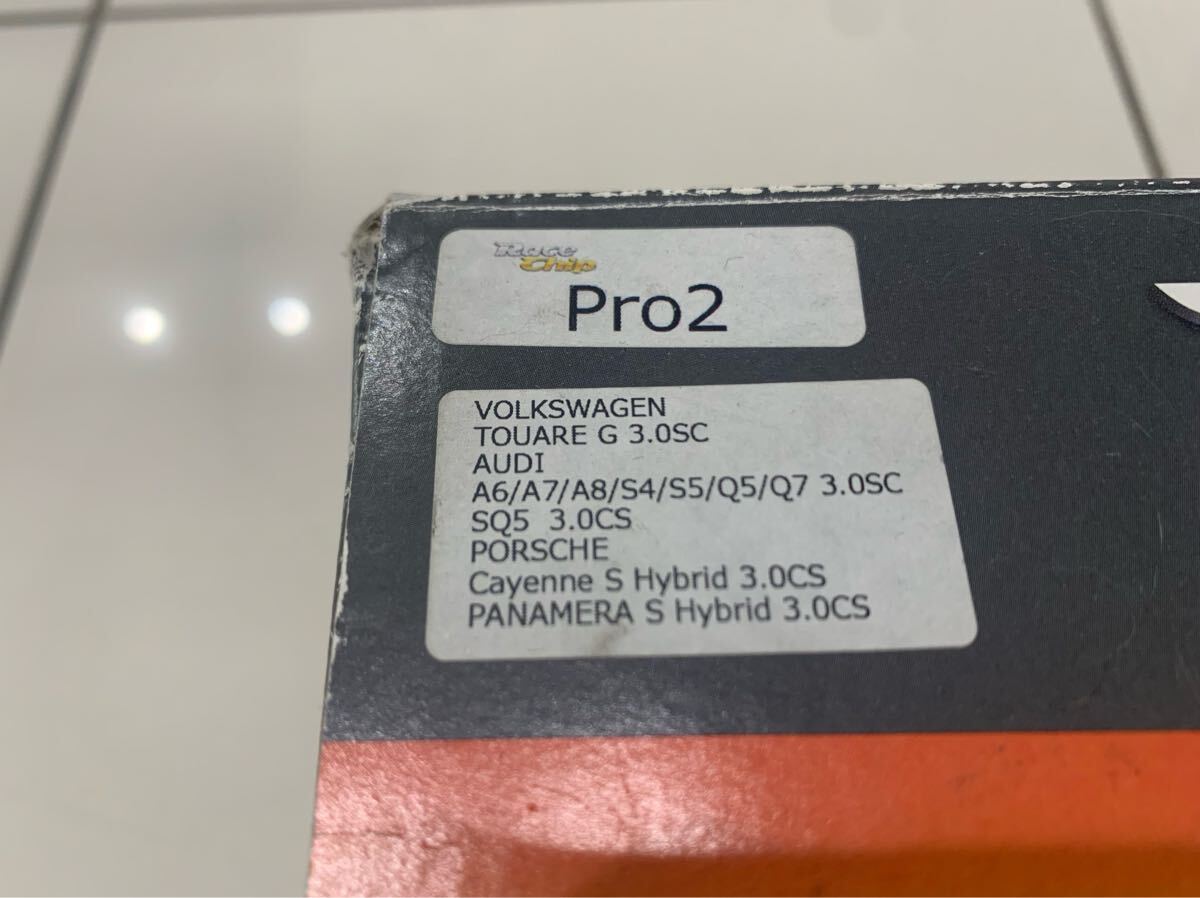 Race
Chip
Pro2
VOLKSWAGEN
TOUARE G 3.0SC
AUDI
A6/A7/A8/S4/S5/Q5/Q7 3.0SC
SQ5 3.0CS
PORSCHE
Cayenne S Hybrid 3.0CS
PANAMERA S Hybrid 3.0CS